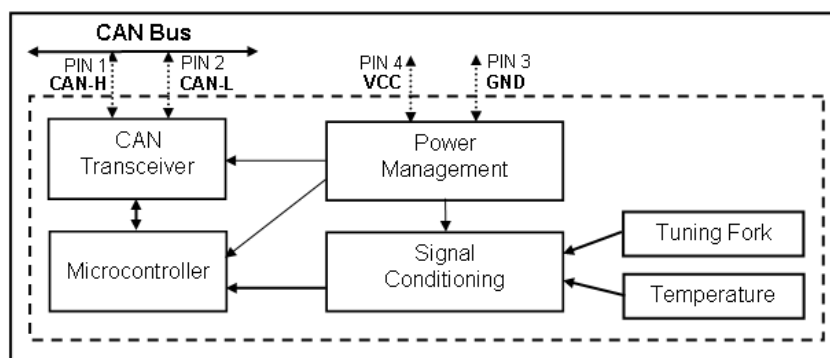 CAN Bus
PIN 1
CAN-H
PIN 2
CAN-L
PIN 4
VCC
PIN 3
GND
CAN
Transceiver
Power
Management
Microcontroller
Signal
Conditioning
Tuning Fork
Temperature